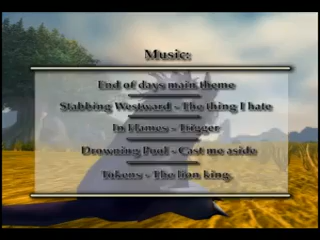 Music:
End of days main theme
Stabbing Westward - The thing I hate
In Flames - Trigger
Drowning Pool - Cast me aside
Tokens - The lion king